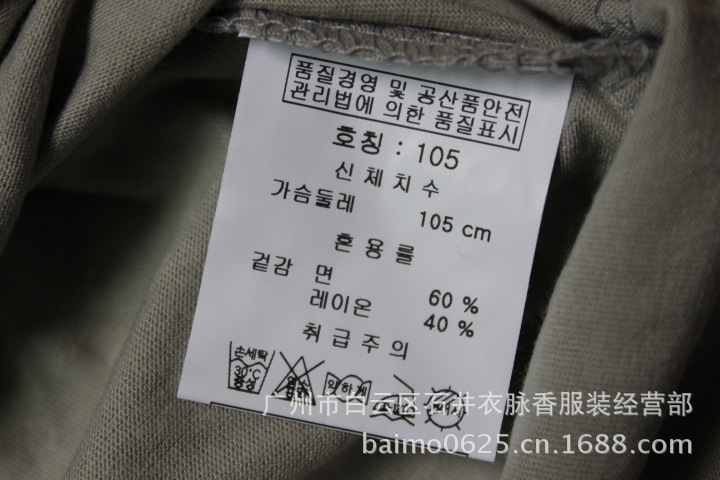 품질경영 및 공산품안전
관리법에 의한 품질표시
호칭 : 105
신체치수
가슴둘레 105 cm
혼용률
겉감 면 60 %
레이온 40 %
취급주의
손세탁
30°C
중성
약하게
广州市白云区石井衣脉香服装经营部
baimo0625.cn.1688.com